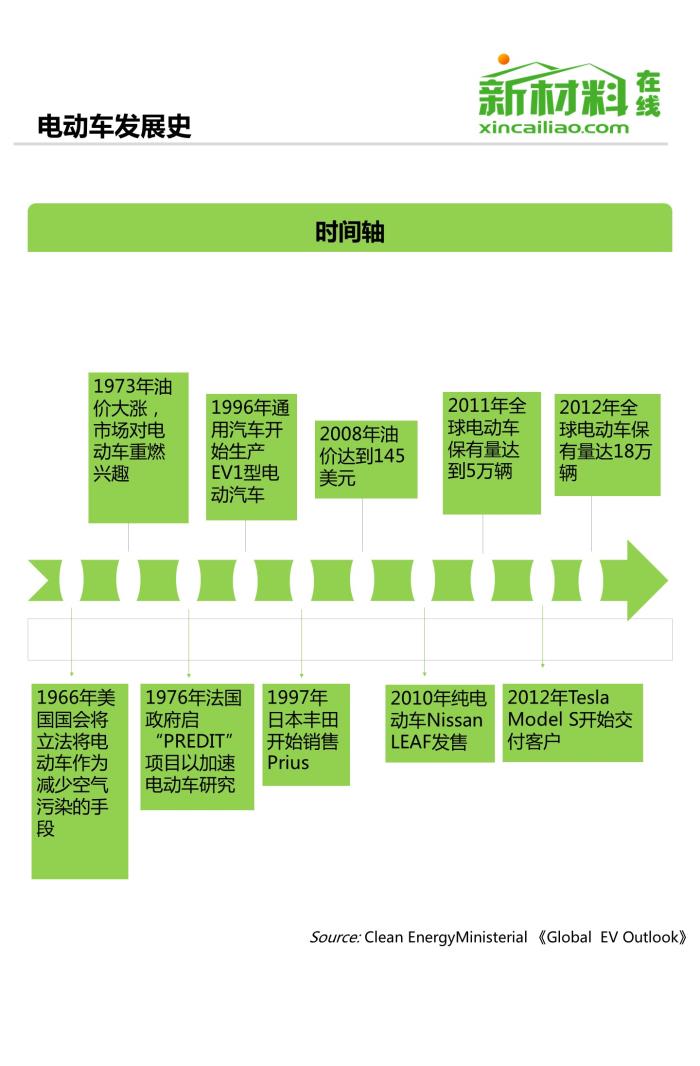 新材料在线
xincailiao.com
电动车发展史
时间轴
1973年油
价大涨，
市场对电
动车重燃
兴趣
1996年通
用汽车开
始生产
EV1型电
动汽车
2008年油
价达到145
美元
2011年全
球电动车
保有量达
到5万辆
2012年全
球电动车保
有量达18万
辆
1966年美
国国会将
立法将电
动车作为
减少空气
污染的手
段
1976年法国
政府启
“PREDIT”
项目以加速
电动车研究
1997年
日本丰田
开始销售
Prius
2010年纯电
动车Nissan
LEAF发售
2012年Tesla
Model S开始交
付客户
Source: Clean EnergyMinisterial 《Global EV Outlook》